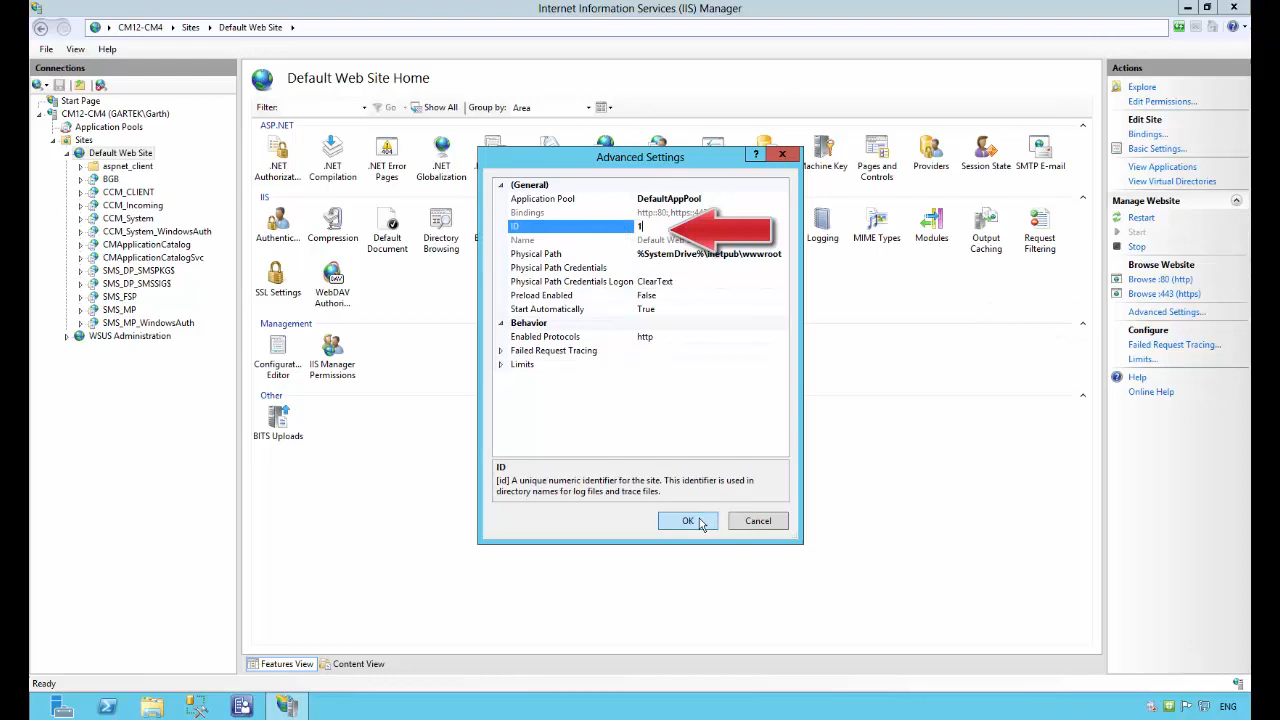 Internet Information Services (IIS) Manager
CM12-CM4 Sites Default Web Site
File View Help
Connections
Start Page
CM12-CM4 (GARTEK\Garth)
Application Pools
Sites
Default Web Site
aspnet_client
BGB
CCM_CLIENT
CCM_Incoming
CCM_System
CCM_System_WindowsAuth
CMApplicationCatalog
CMApplicationCatalogSvc
SMS_DP_SMSPKG$
SMS_DP_SMSSIG$
SMS_FSP
SMS_MP
SMS_MP_WindowsAuth
WSUS Administration
Default Web Site Home
Filter: Go Show All Group by: Area
ASP.NET
.NET Authorizat...
.NET Compilation
.NET Error Pages
.NET Globalization
Machine Key
Pages and Controls
Providers
Session State
SMTP E-mail
IIS
Authentic...
Compression
Default Document
Directory Browsing
Logging
MIME Types
Modules
Output Caching
Request Filtering
SSL Settings
WebDAV Authori...
Management
Configurat... Editor
IIS Manager Permissions
Other
BITS Uploads
Advanced Settings
(General)
Application Pool DefaultAppPool
Bindings http::80:,https::44
ID 1
Name Default Web
Physical Path %SystemDrive%\inetpub\wwwroot
Physical Path Credentials
Physical Path Credentials Logon ClearText
Preload Enabled False
Start Automatically True
Behavior
Enabled Protocols http
Failed Request Tracing
Limits
ID
[id] A unique numeric identifier for the site. This identifier is used in
directory names for log files and trace files.
OK Cancel
Actions
Explore
Edit Permissions...
Edit Site
Bindings...
Basic Settings...
View Applications
View Virtual Directories
Manage Website
Restart
Start
Stop
Browse Website
Browse :80 (http)
Browse :443 (https)
Advanced Settings...
Configure
Failed Request Tracing...
Limits...
Help
Online Help
Features View Content View
Ready
ENG